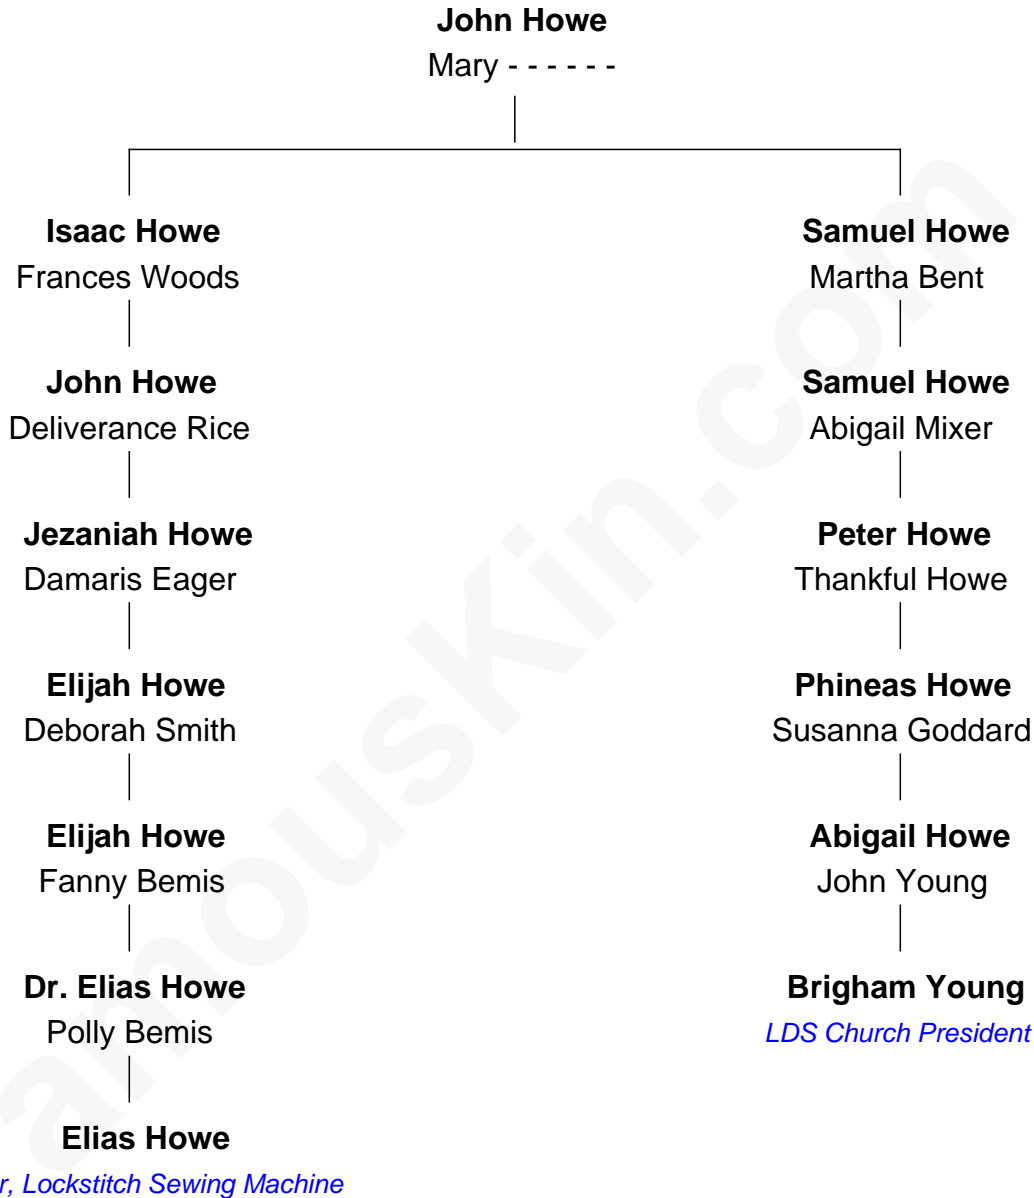 John Howe
Mary - - - - - -
Isaac Howe
Frances Woods
Samuel Howe
Martha Bent
John Howe
Deliverance Rice
Samuel Howe
Abigail Mixer
Jezaniah Howe
Damaris Eager
Peter Howe
Thankful Howe
Elijah Howe
Deborah Smith
Phineas Howe
Susanna Goddard
Elijah Howe
Fanny Bemis
Abigail Howe
John Young
Dr. Elias Howe
Polly Bemis
Brigham Young
LDS Church President
Elias Howe
r, Lockstitch Sewing Machine
amouskin.com